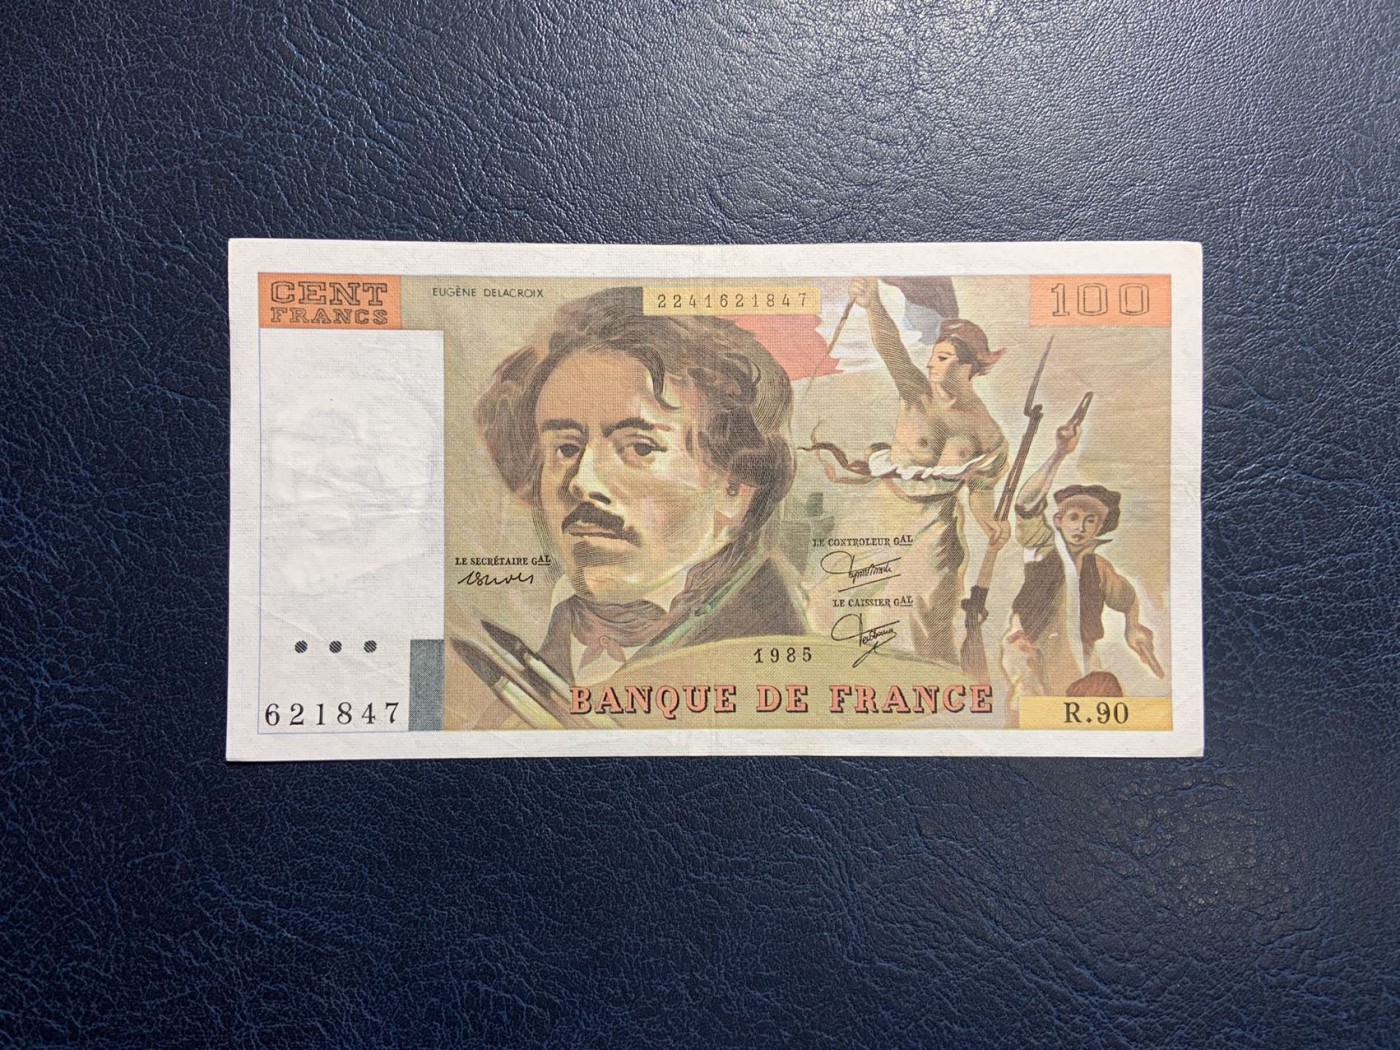 CENT
FRANCS
EUGÈNE DELACROIX
2241621847
100
LE CONTROLEUR GAL
LE SECRÉTAIRE GAL
LE CAISSIER GAL
1985
BANQUE DE FRANCE
621847
R.90